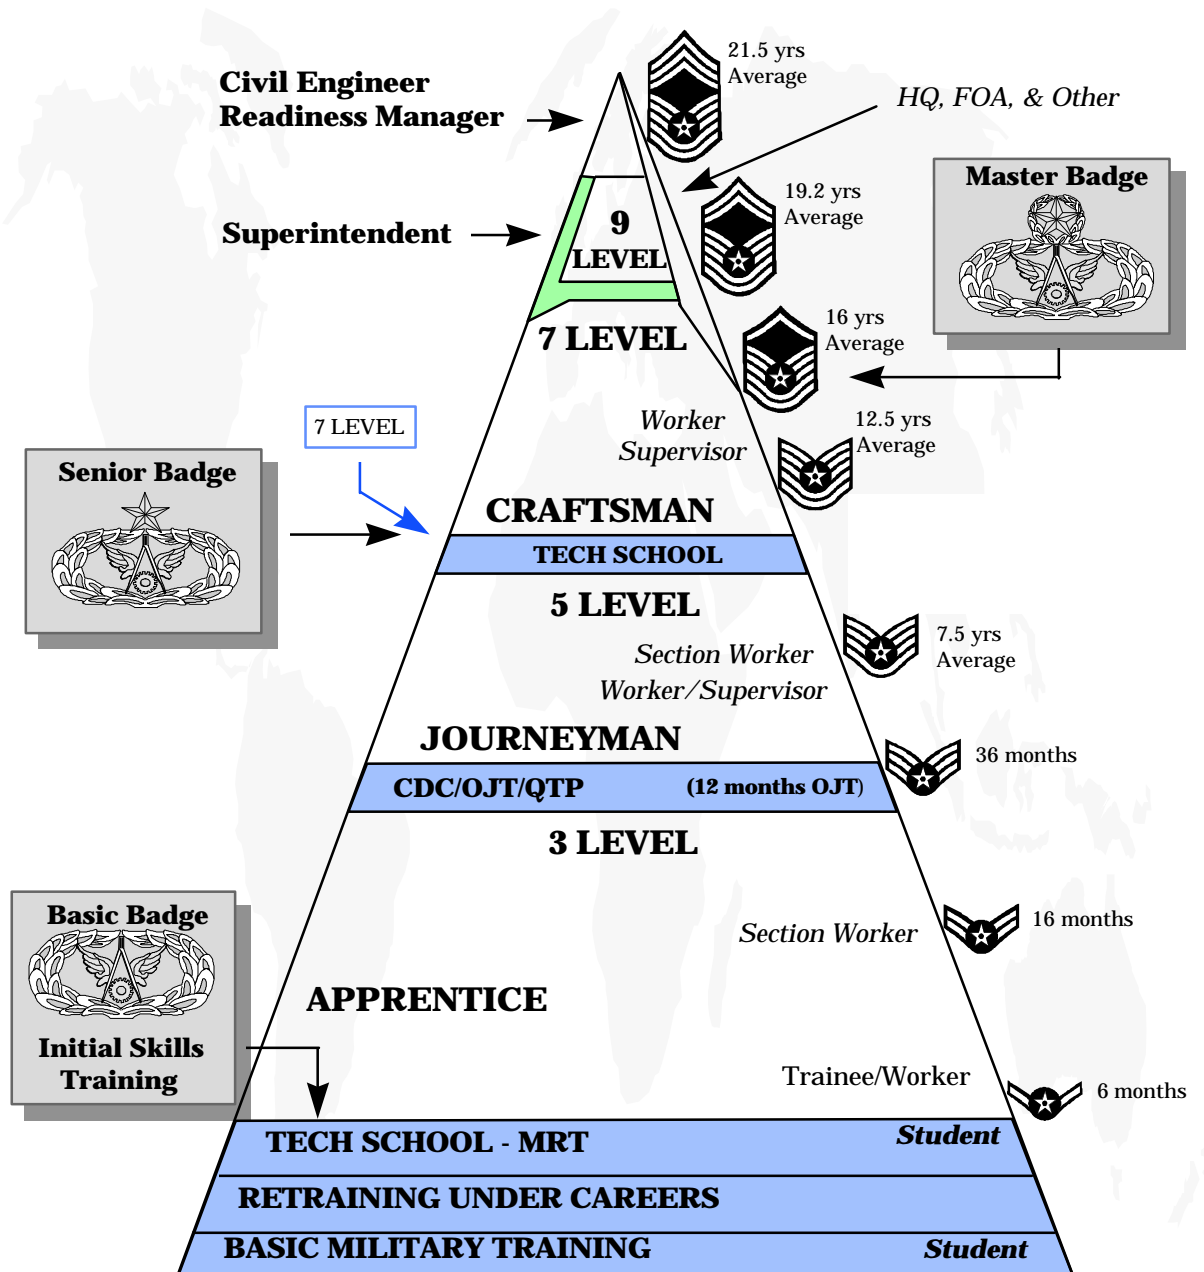 21.5 yrs
Average
Civil Engineer
Readiness Manager
HQ, FOA, & Other
Master Badge
19.2 yrs
Average
Superintendent
9
LEVEL
16 yrs
Average
7 LEVEL
Worker
Supervisor
12.5 yrs
Average
7 LEVEL
Senior Badge
CRAFTSMAN
TECH SCHOOL
5 LEVEL
7.5 yrs
Average
Section Worker
Worker/Supervisor
JOURNEYMAN
36 months
CDC/OJT/QTP (12 months OJT)
3 LEVEL
Basic Badge
Section Worker
16 months
APPRENTICE
Initial Skills
Training
Trainee/Worker
6 months
TECH SCHOOL - MRT Student
RETRAINING UNDER CAREERS
BASIC MILITARY TRAINING Student